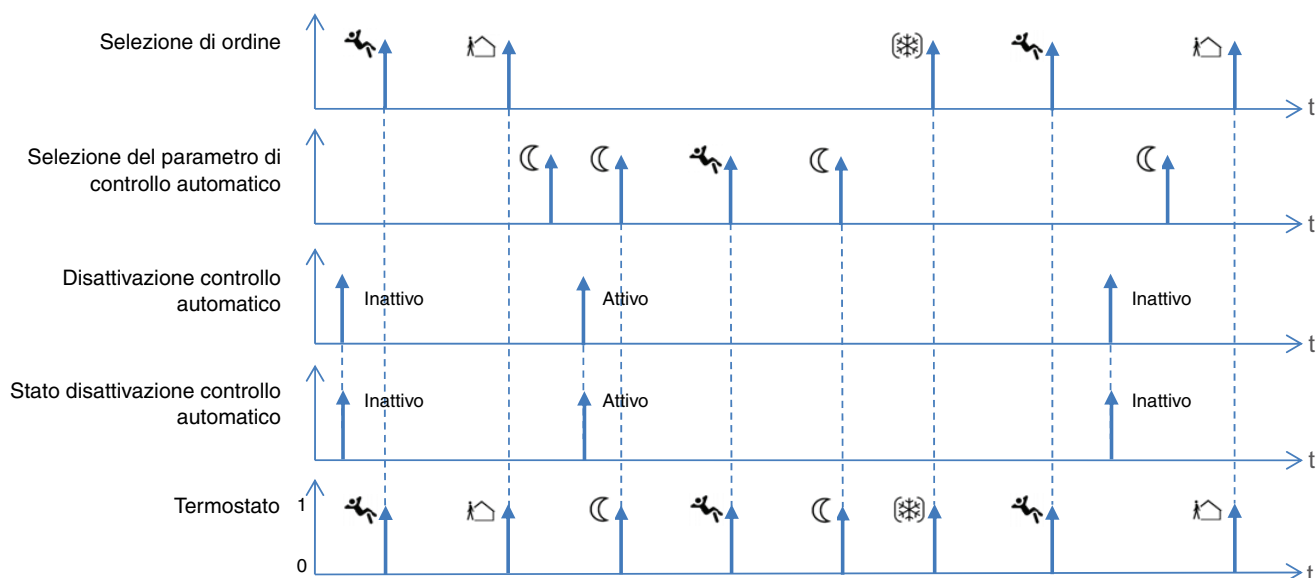 Selezione di ordine
t
Selezione del parametro di
controllo automatico
t
Disattivazione controllo
automatico
Inattivo
Attivo
Inattivo
t
Stato disattivazione controllo
automatico
Inattivo
Attivo
Inattivo
t
Termostato
1
0
t